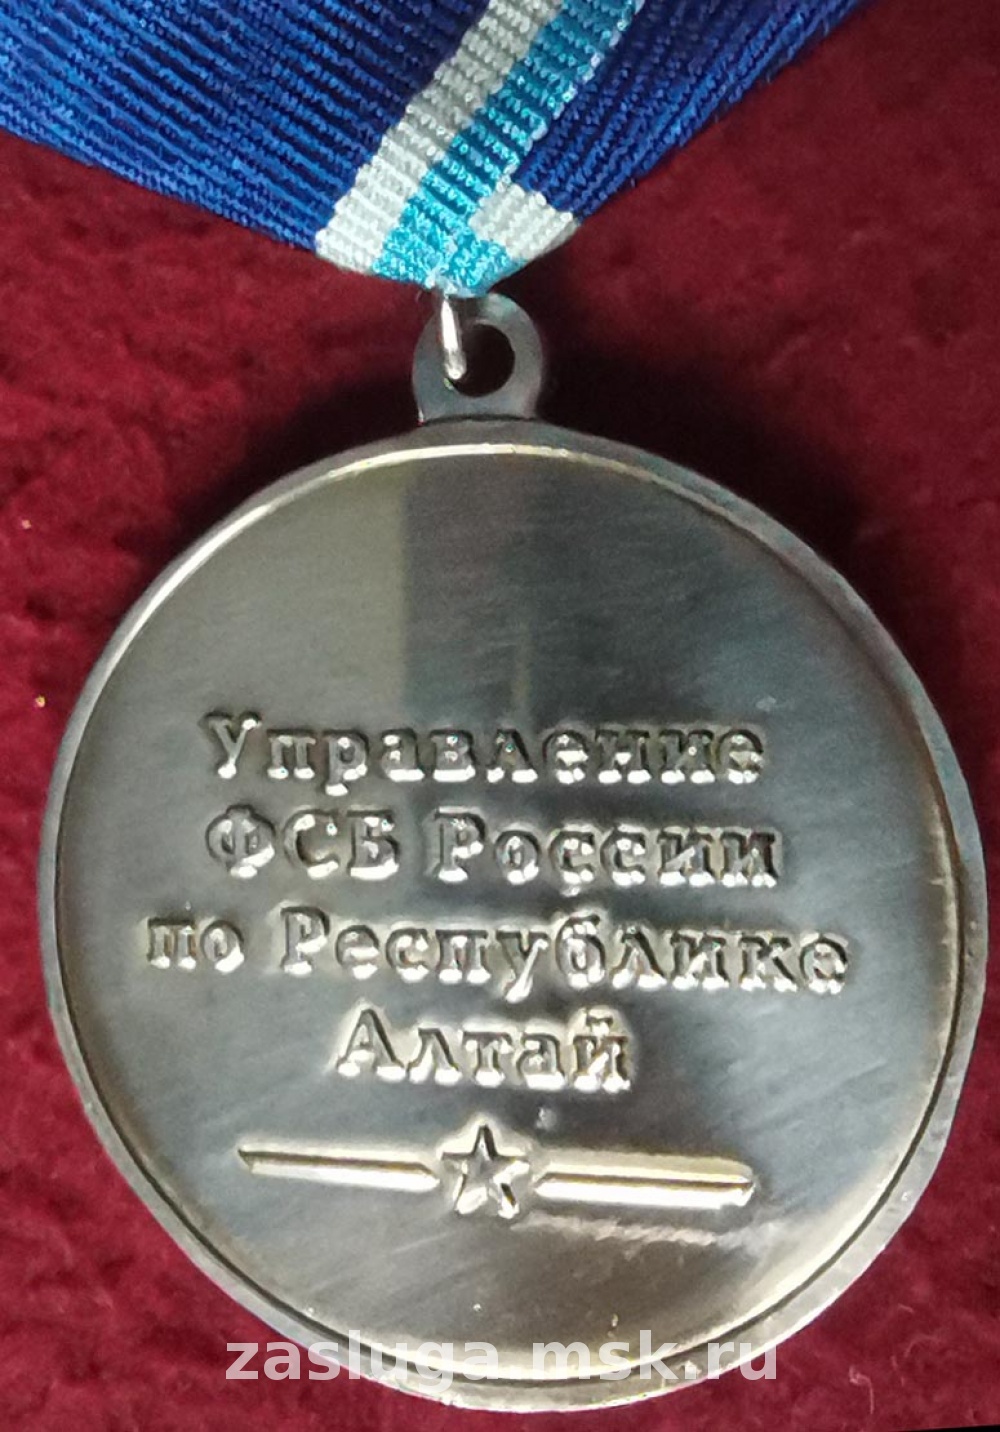 Управление
ФСБ России
по Республике
Алтай
zasluga.msk.ru